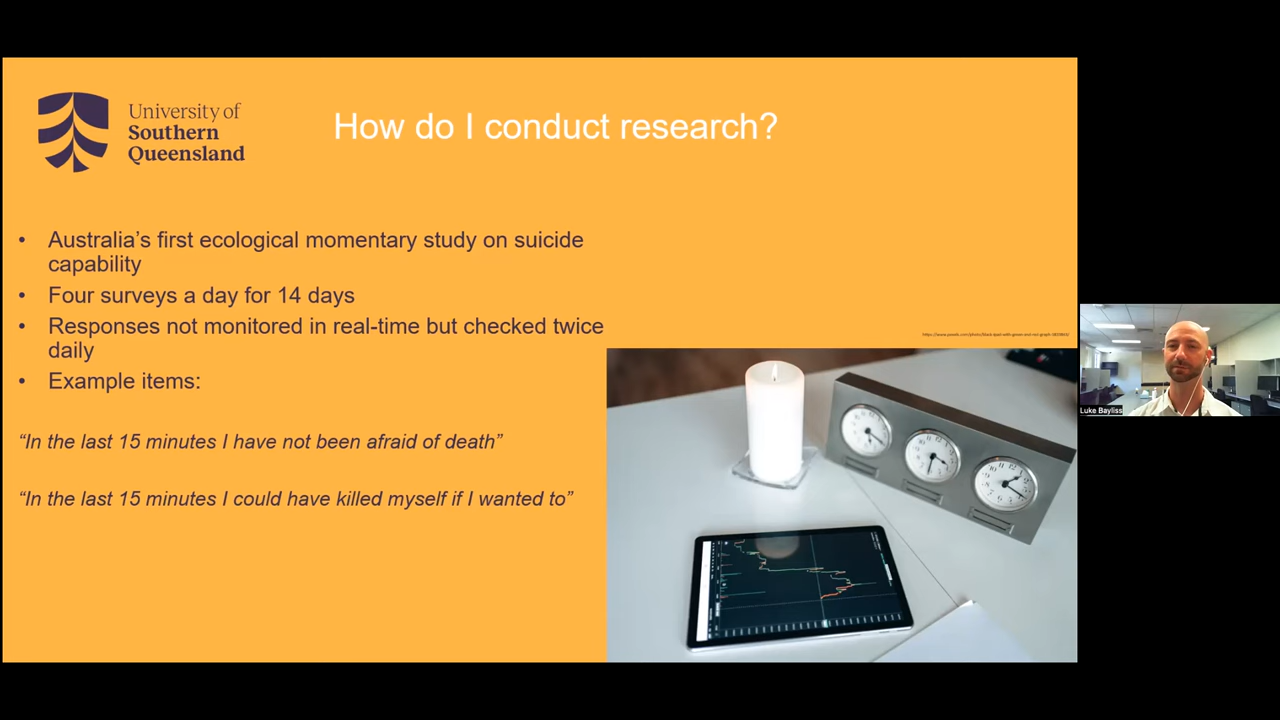 University of
Southern
Queensland
How do I conduct research?
• Australia's first ecological momentary study on suicide
capability
• Four surveys a day for 14 days
• Responses not monitored in real-time but checked twice
daily
• Example items:
“In the last 15 minutes I have not been afraid of death”
“In the last 15 minutes I could have killed myself if I wanted to”
Luke Bayliss